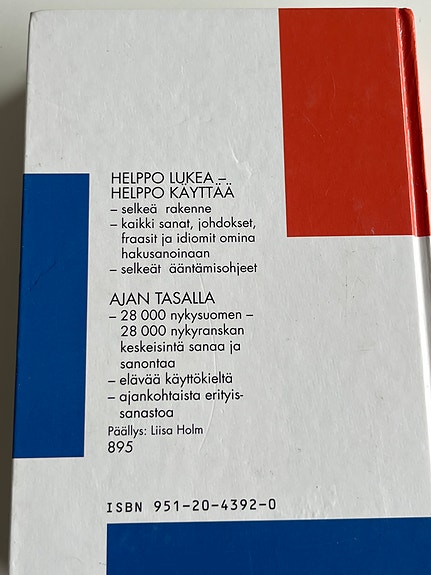 HELPPO LUKEA –
HELPPO KÄYTTÄÄ
– selkeä rakenne
– kaikki sanat, johdokset,
fraasit ja idiomit omina
hakusanoinaan
– selkeät ääntämisohjeet
AJAN TASALLA
– 28 000 nykysuomen –
28 000 nykyranskan
keskeisintä sanaa ja
sanontaa
– elävää käyttökieltä
– ajankohtaista erityis-
sanastoa
Päällys: Liisa Holm
895
ISBN 951-20-4392-0